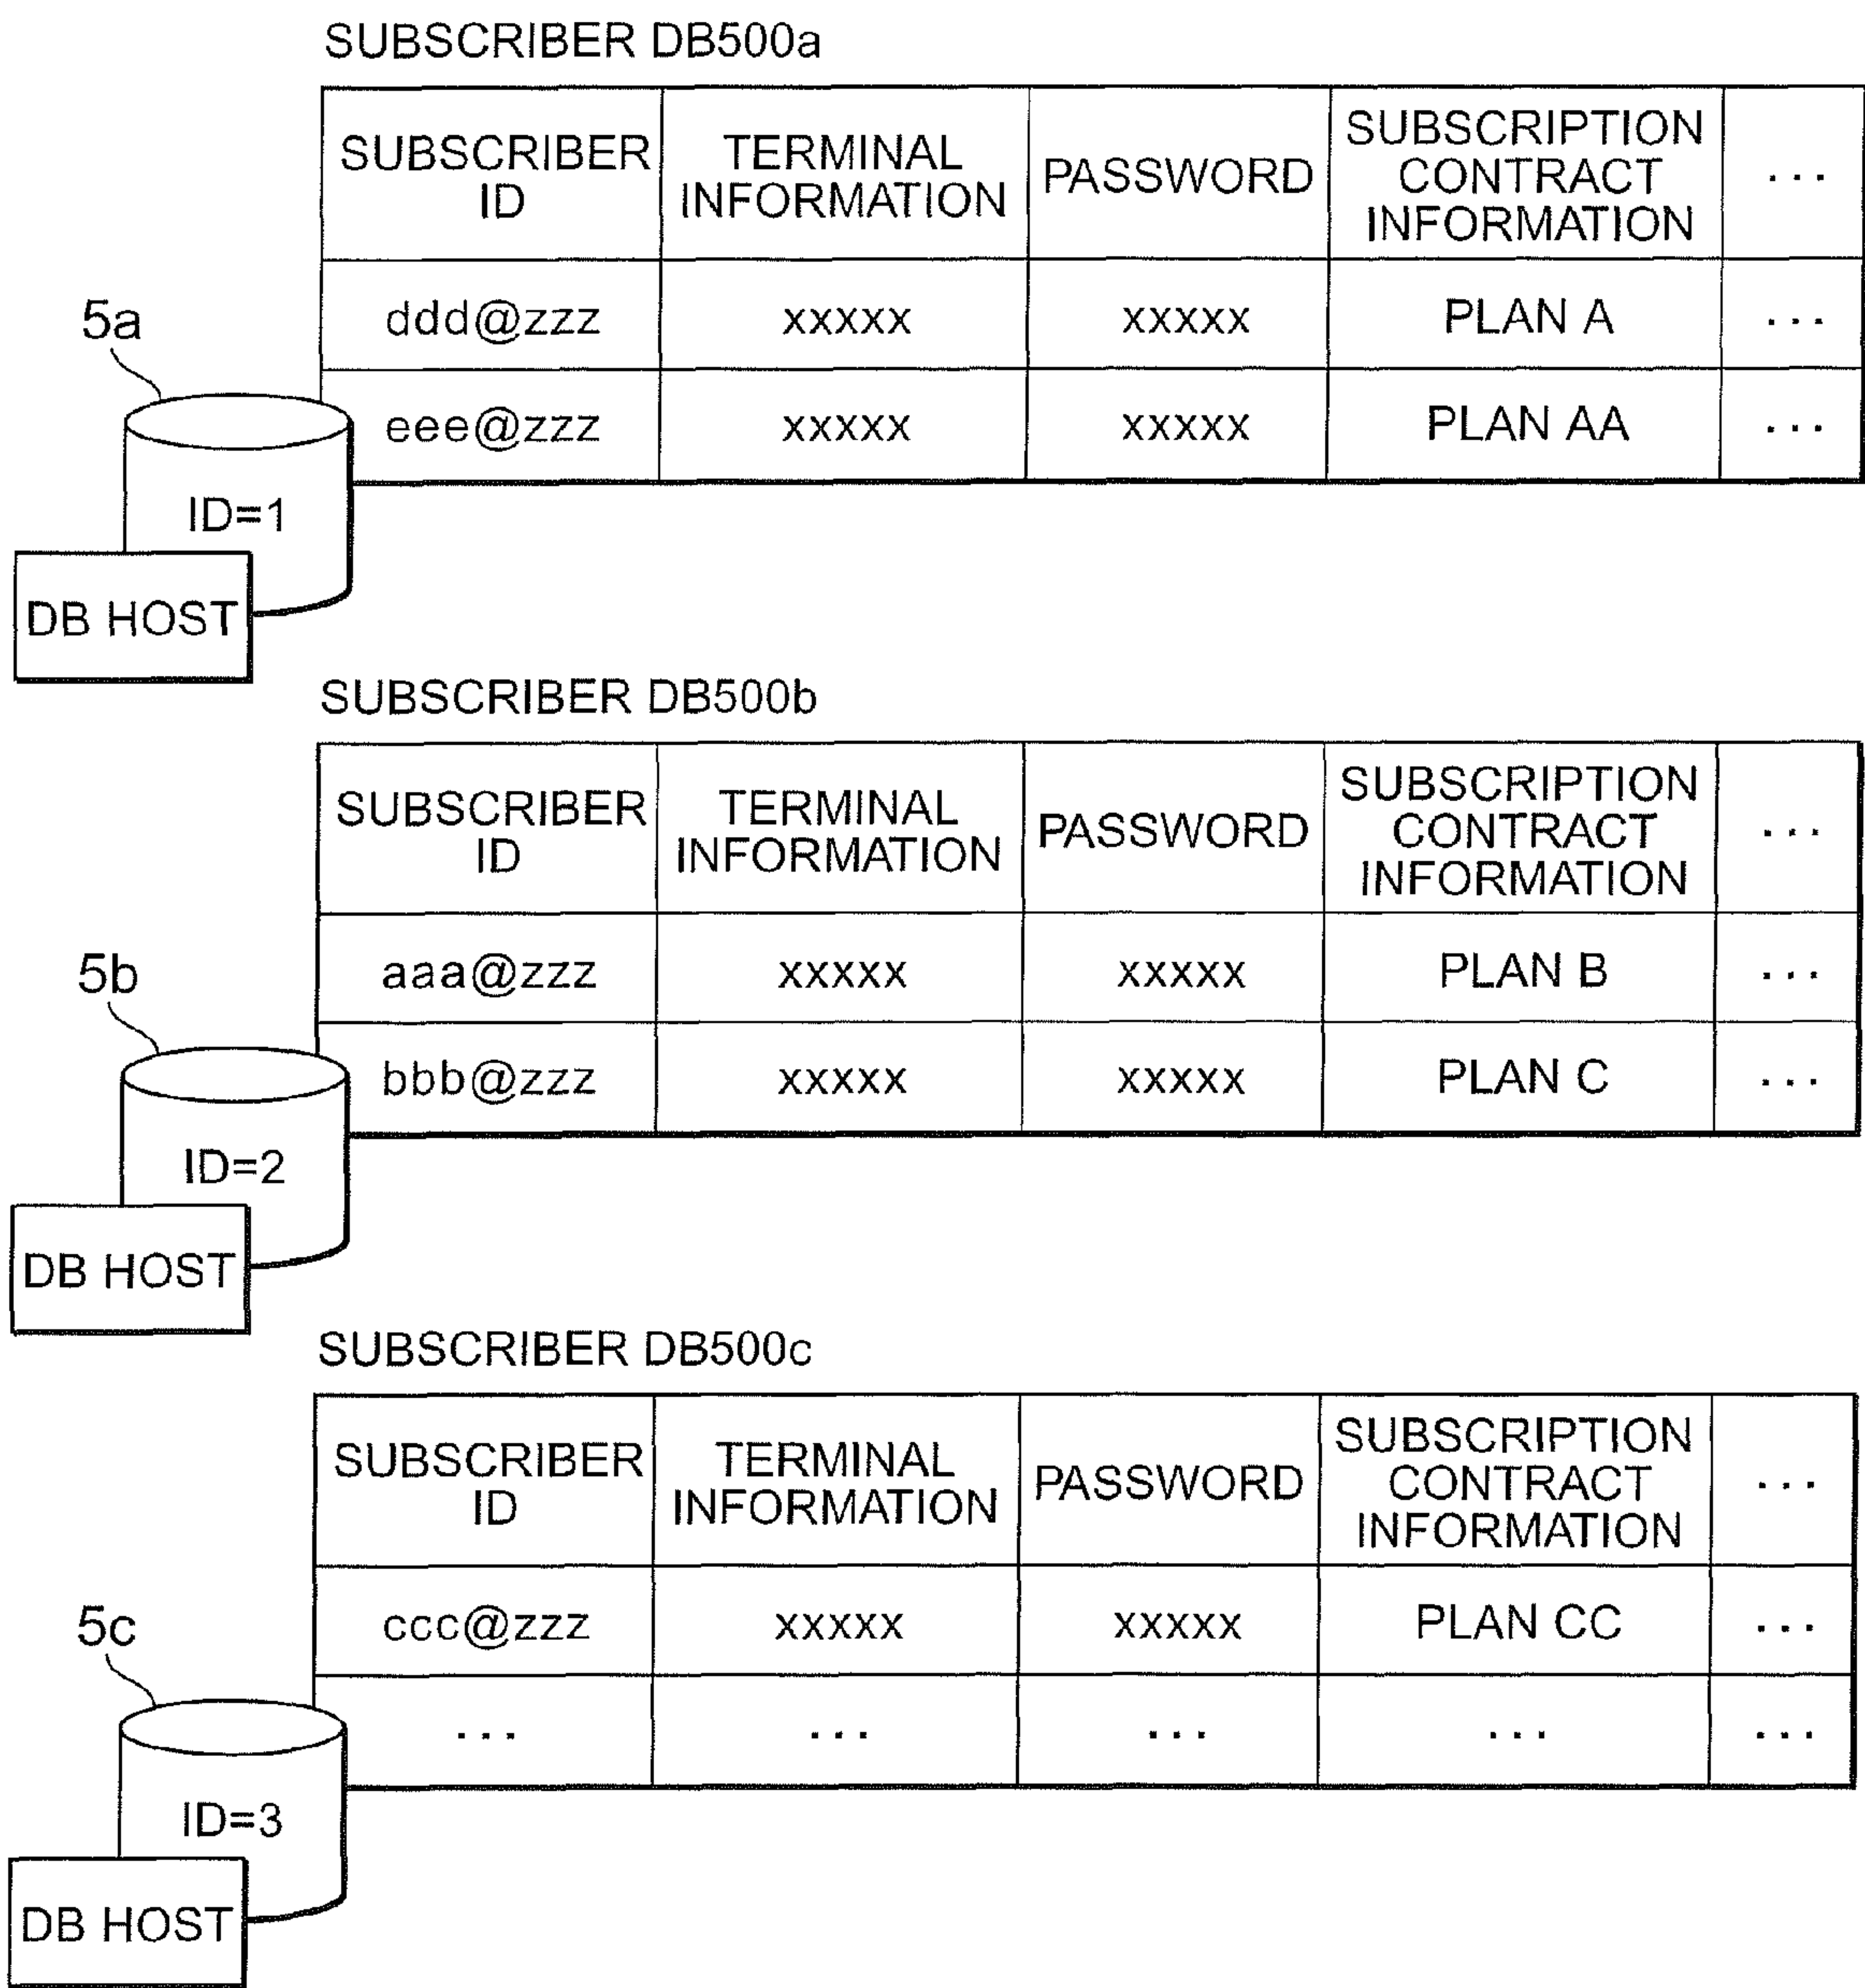 SUBSCRIBER DB500a
SUBSCRIBER ID TERMINAL INFORMATION PASSWORD SUBSCRIPTION CONTRACT INFORMATION ...
ddd@zzz xxxxx xxxxx PLAN A ...
eee@zzz xxxxx xxxxx PLAN AA ...
5a
ID=1
DB HOST
SUBSCRIBER DB500b
SUBSCRIBER ID TERMINAL INFORMATION PASSWORD SUBSCRIPTION CONTRACT INFORMATION ...
aaa@zzz xxxxx xxxxx PLAN B ...
bbb@zzz xxxxx xxxxx PLAN C ...
5b
ID=2
DB HOST
SUBSCRIBER DB500c
SUBSCRIBER ID TERMINAL INFORMATION PASSWORD SUBSCRIPTION CONTRACT INFORMATION ...
ccc@zzz xxxxx xxxxx PLAN CC ...
... ... ... ... ...
5c
ID=3
DB HOST